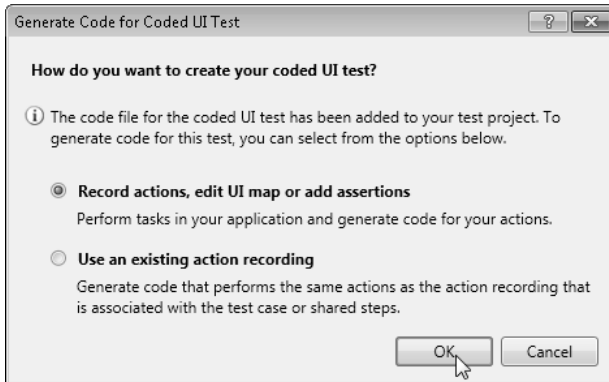 Generate Code for Coded UI Test
?
How do you want to create your coded UI test?
The code file for the coded UI test has been added to your test project. To
generate code for this test, you can select from the options below.
Record actions, edit UI map or add assertions
Perform tasks in your application and generate code for your actions.
Use an existing action recording
Generate code that performs the same actions as the action recording that
is associated with the test case or shared steps.
OK
Cancel